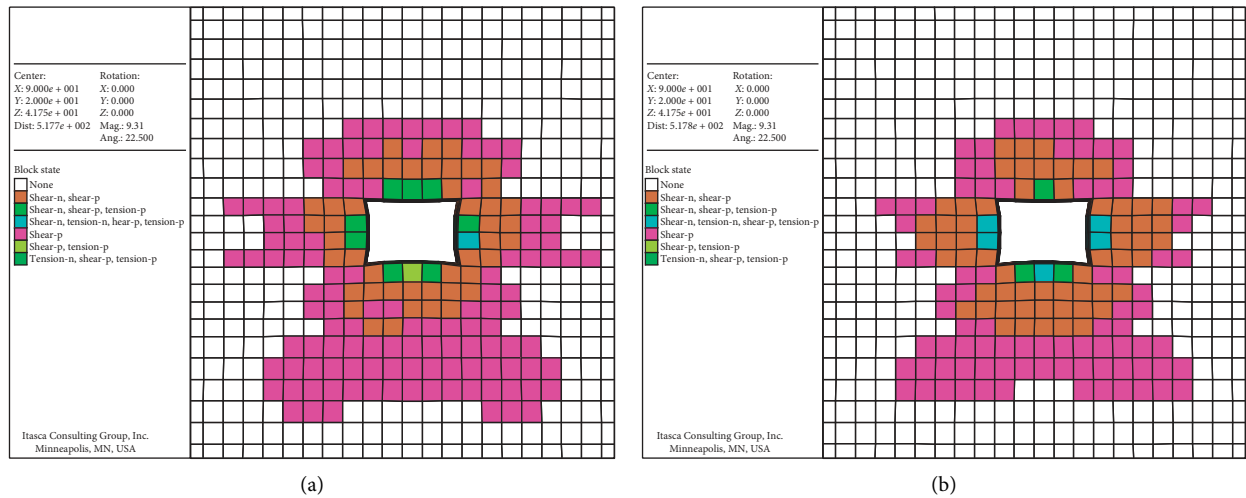 Center:
X: 9.000e + 001
Y: 2.000e + 001
Z: 4.175e + 001
Dist: 5.177e + 002
Rotation:
X: 0.000
Y: 0.000
Z: 0.000
Mag.: 9.31
Ang.: 22.500
Block state
None
Shear-n, shear-p
Shear-n, shear-p, tension-p
Shear-n, tension-n, hear-p, tension-p
Shear-p
Shear-p, tension-p
Tension-n, shear-p, tension-p
Itasca Consulting Group, Inc.
Minneapolis, MN, USA
(a)
Center:
X: 9.000e + 001
Y: 2.000e + 001
Z: 4.175e + 001
Dist: 5.178e + 002
Rotation:
X: 0.000
Y: 0.000
Z: 0.000
Mag.: 9.31
Ang.: 22.500
Block state
None
Shear-n, shear-p
Shear-n, shear-p, tension-p
Shear-n, tension-n, shear-p, tension-p
Shear-p
Shear-p, tension-p
Tension-n, shear-p, tension-p
Itasca Consulting Group, Inc.
Minneapolis, MN, USA
(b)